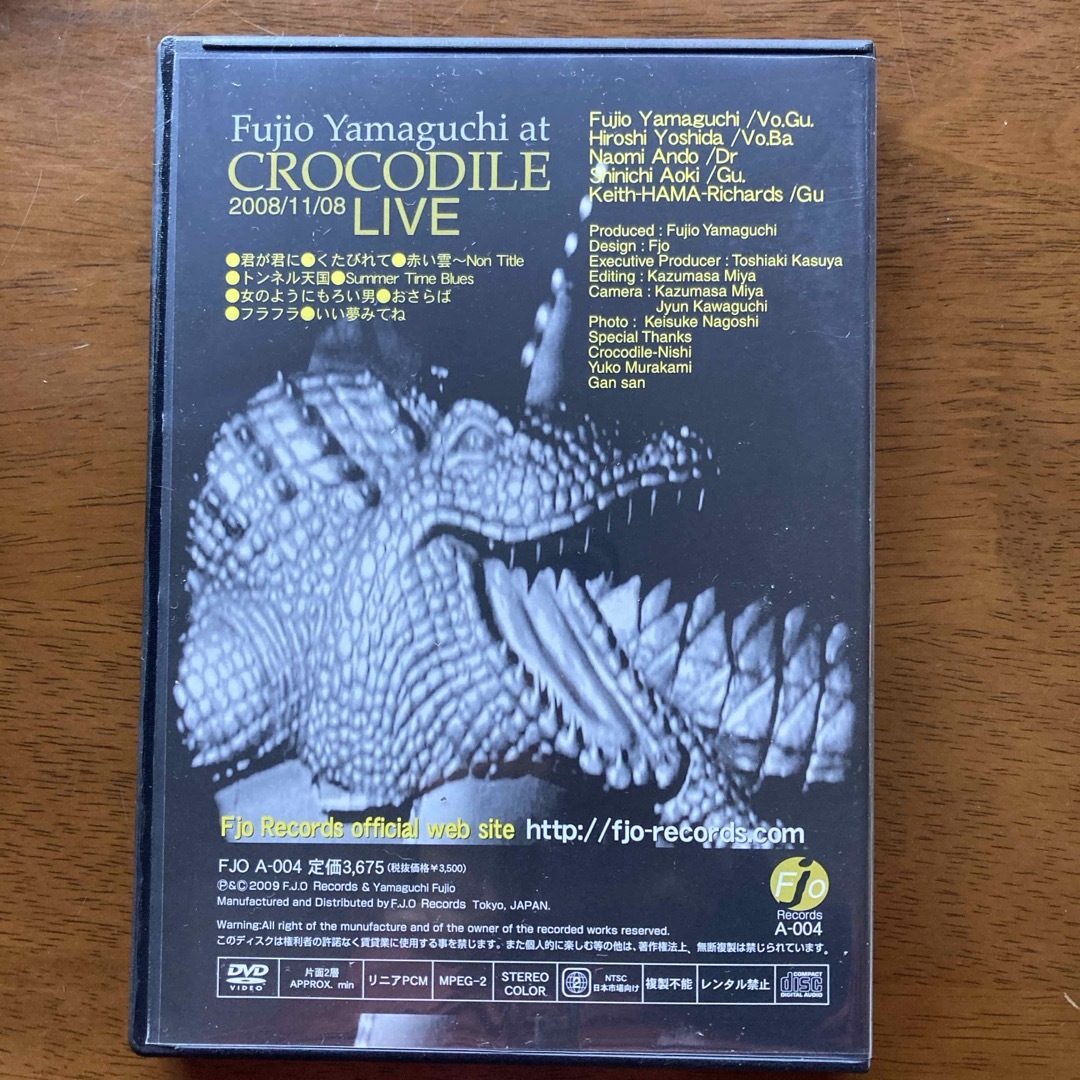 Fujio Yamaguchi at
CROCODILE
2008/11/08 LIVE
●君が君に●くたびれて●赤い雲～Non Title
●トンネル天国●Summer Time Blues
●女のようにもろい男●おさらば
●フラフラ●いい夢みてね
Fujio Yamaguchi /Vo.Gu.
Hiroshi Yoshida /Vo.Ba
Naomi Ando /Dr
Shinichi Aoki /Gu.
Keith-HAMA-Richards /Gu
Produced : Fujio Yamaguchi
Design : Fjo
Executive Producer : Toshiaki Kasuya
Editing : Kazumasa Miya
Camera : Kazumasa Miya
Jyun Kawaguchi
Photo : Keisuke Nagoshi
Special Thanks
Crocodile-Nishi
Yuko Murakami
Gan san
Fjo Records official web site http://fjo-records.com
FJO A-004 定価3,675(税抜価格¥3,500)
Ⓟ&Ⓒ2009 F.J.O Records & Yamaguchi Fujio
Manufactured and Distributed by F.J.O Records Tokyo, JAPAN.
Fjo
Records
A-004
Warning:All right of the munufacture and of the owner of the recorded works reserved.
このディスクは権利者の許諾なく賃貸業に使用する事を禁じます。また個人的に楽しむ等の他は、著作権法上、無断複製は禁じられています。
DVD VIDEO
片面2層 APPROX. min
リニアPCM
MPEG-2
STEREO COLOR
2 NTSC 日本市場向け
複製不能
レンタル禁止
COMPACT disc DIGITAL AUDIO